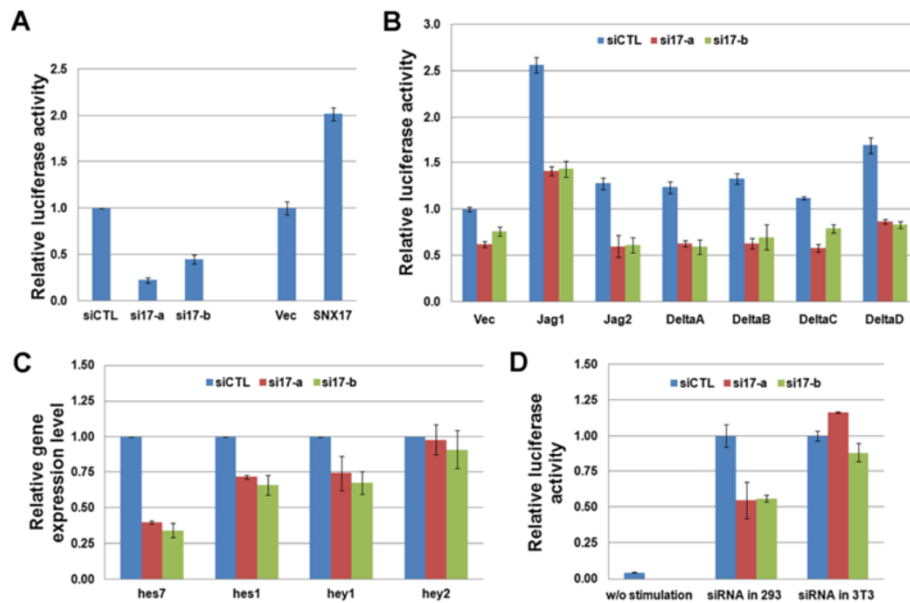 A
Relative luciferase activity
2.5
2.0
1.5
1.0
0.5
0.0
siCTL si17-a si17-b Vec SNX17
B
Relative luciferase activity
siCTL si17-a si17-b
3.0
2.5
2.0
1.5
1.0
0.5
0.0
Vec Jag1 Jag2 DeltaA DeltaB DeltaC DeltaD
C
Relative gene
expression level
siCTL si17-a si17-b
1.50
1.25
1.00
0.75
0.50
0.25
0.00
hes7 hes1 hey1 hey2
D
Relative luciferase
activity
siCTL si17-a si17-b
1.50
1.25
1.00
0.75
0.50
0.25
0.00
w/o stimulation siRNA in 293 siRNA in 3T3